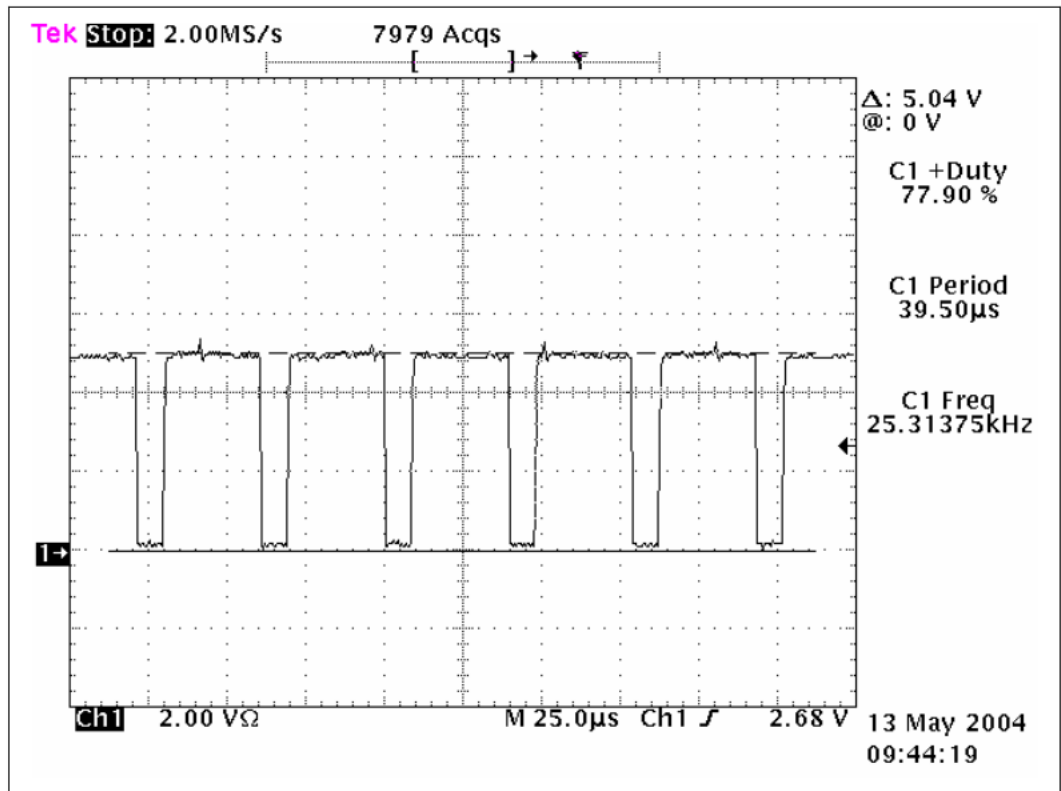 Tek Stop: 2.00MS/s 7979 Acqs
Δ: 5.04 V
@: 0 V
C1 +Duty
77.90 %
C1 Period
39.50µs
C1 Freq
25.31375kHz
1→
Ch1 2.00 VΩ M 25.0µs Ch1 ƒ 2.68 V
13 May 2004
09:44:19